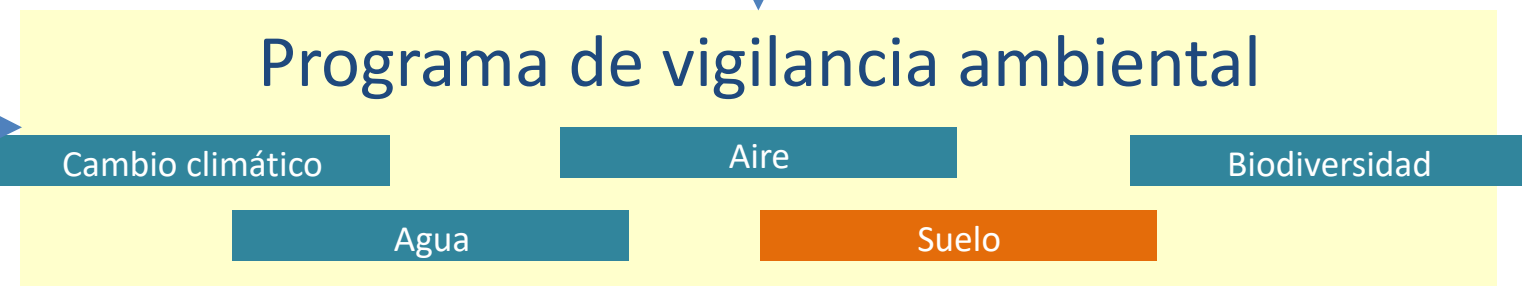 Programa de vigilancia ambiental
Cambio climático
Aire
Biodiversidad
Agua
Suelo